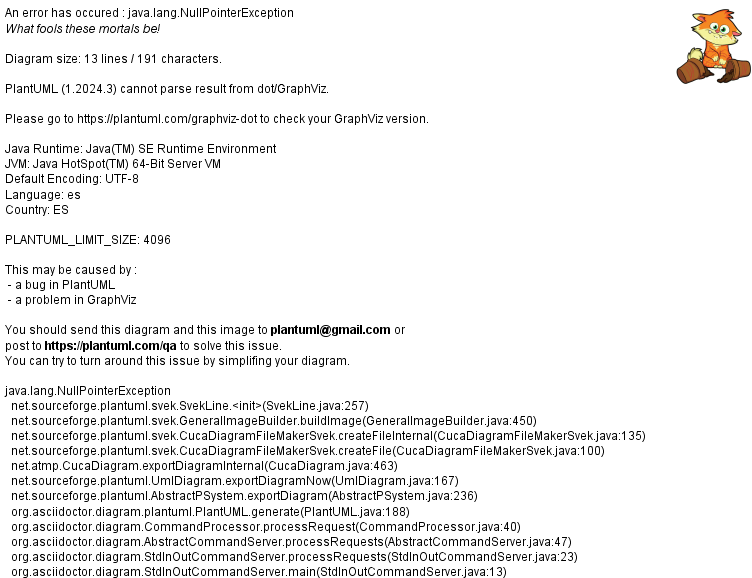 An error has occured : java.lang.NullPointerException
What fools these mortals be!
Diagram size: 13 lines / 191 characters.
PlantUML (1.2024.3) cannot parse result from dot/GraphViz.
Please go to https://plantuml.com/graphviz-dot to check your GraphViz version.
Java Runtime: Java(TM) SE Runtime Environment
JVM: Java HotSpot(TM) 64-Bit Server VM
Default Encoding: UTF-8
Language: es
Country: ES
PLANTUML_LIMIT_SIZE: 4096
This may be caused by :
- a bug in PlantUML
- a problem in GraphViz
You should send this diagram and this image to plantuml@gmail.com or
post to https://plantuml.com/qa to solve this issue.
You can try to turn around this issue by simplifing your diagram.
java.lang.NullPointerException
net.sourceforge.plantuml.svek.SvekLine.<init>(SvekLine.java:257)
net.sourceforge.plantuml.svek.GeneralImageBuilder.buildImage(GeneralImageBuilder.java:450)
net.sourceforge.plantuml.svek.CucaDiagramFileMakerSvek.createFileInternal(CucaDiagramFileMakerSvek.java:135)
net.sourceforge.plantuml.svek.CucaDiagramFileMakerSvek.createFile(CucaDiagramFileMakerSvek.java:100)
net.atmp.CucaDiagram.exportDiagramInternal(CucaDiagram.java:463)
net.sourceforge.plantuml.UmlDiagram.exportDiagramNow(UmlDiagram.java:167)
net.sourceforge.plantuml.AbstractPSystem.exportDiagram(AbstractPSystem.java:236)
org.asciidoctor.diagram.plantuml.PlantUML.generate(PlantUML.java:188)
org.asciidoctor.diagram.CommandProcessor.processRequest(CommandProcessor.java:40)
org.asciidoctor.diagram.AbstractCommandServer.processRequests(AbstractCommandServer.java:47)
org.asciidoctor.diagram.StdInOutCommandServer.processRequests(StdInOutCommandServer.java:23)
org.asciidoctor.diagram.StdInOutCommandServer.main(StdInOutCommandServer.java:13)